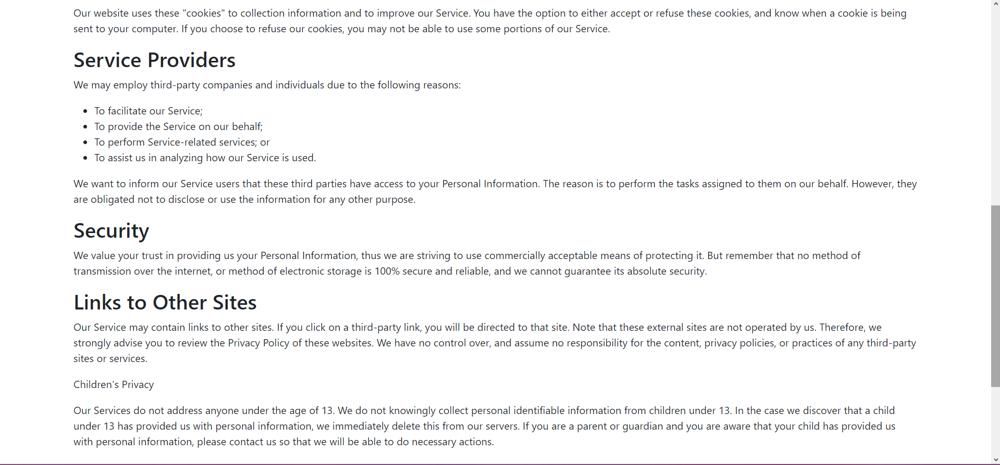 Our website uses these "cookies" to collection information and to improve our Service. You have the option to either accept or refuse these cookies, and know when a cookie is being
sent to your computer. If you choose to refuse our cookies, you may not be able to use some portions of our Service.
Service Providers
We may employ third-party companies and individuals due to the following reasons:
• To facilitate our Service;
• To provide the Service on our behalf;
• To perform Service-related services; or
• To assist us in analyzing how our Service is used.
We want to inform our Service users that these third parties have access to your Personal Information. The reason is to perform the tasks assigned to them on our behalf. However, they
are obligated not to disclose or use the information for any other purpose.
Security
We value your trust in providing us your Personal Information, thus we are striving to use commercially acceptable means of protecting it. But remember that no method of
transmission over the internet, or method of electronic storage is 100% secure and reliable, and we cannot guarantee its absolute security.
Links to Other Sites
Our Service may contain links to other sites. If you click on a third-party link, you will be directed to that site. Note that these external sites are not operated by us. Therefore, we
strongly advise you to review the Privacy Policy of these websites. We have no control over, and assume no responsibility for the content, privacy policies, or practices of any third-party
sites or services.
Children's Privacy
Our Services do not address anyone under the age of 13. We do not knowingly collect personal identifiable information from children under 13. In the case we discover that a child
under 13 has provided us with personal information, we immediately delete this from our servers. If you are a parent or guardian and you are aware that your child has provided us
with personal information, please contact us so that we will be able to do necessary actions.